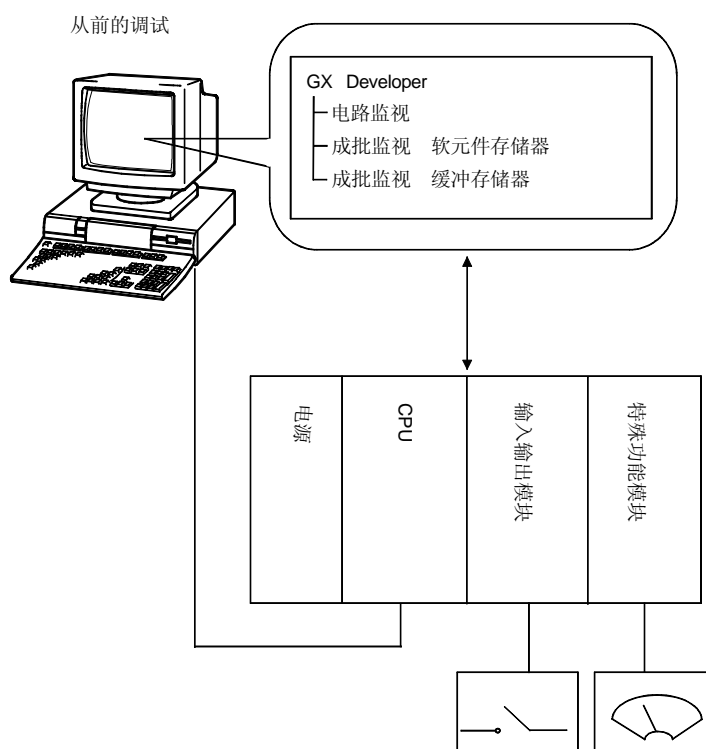 从前的调试
GX Developer
电路监视
成批监视 软元件存储器
成批监视 缓冲存储器
电源
CPU
输入输出模块
特殊功能模块